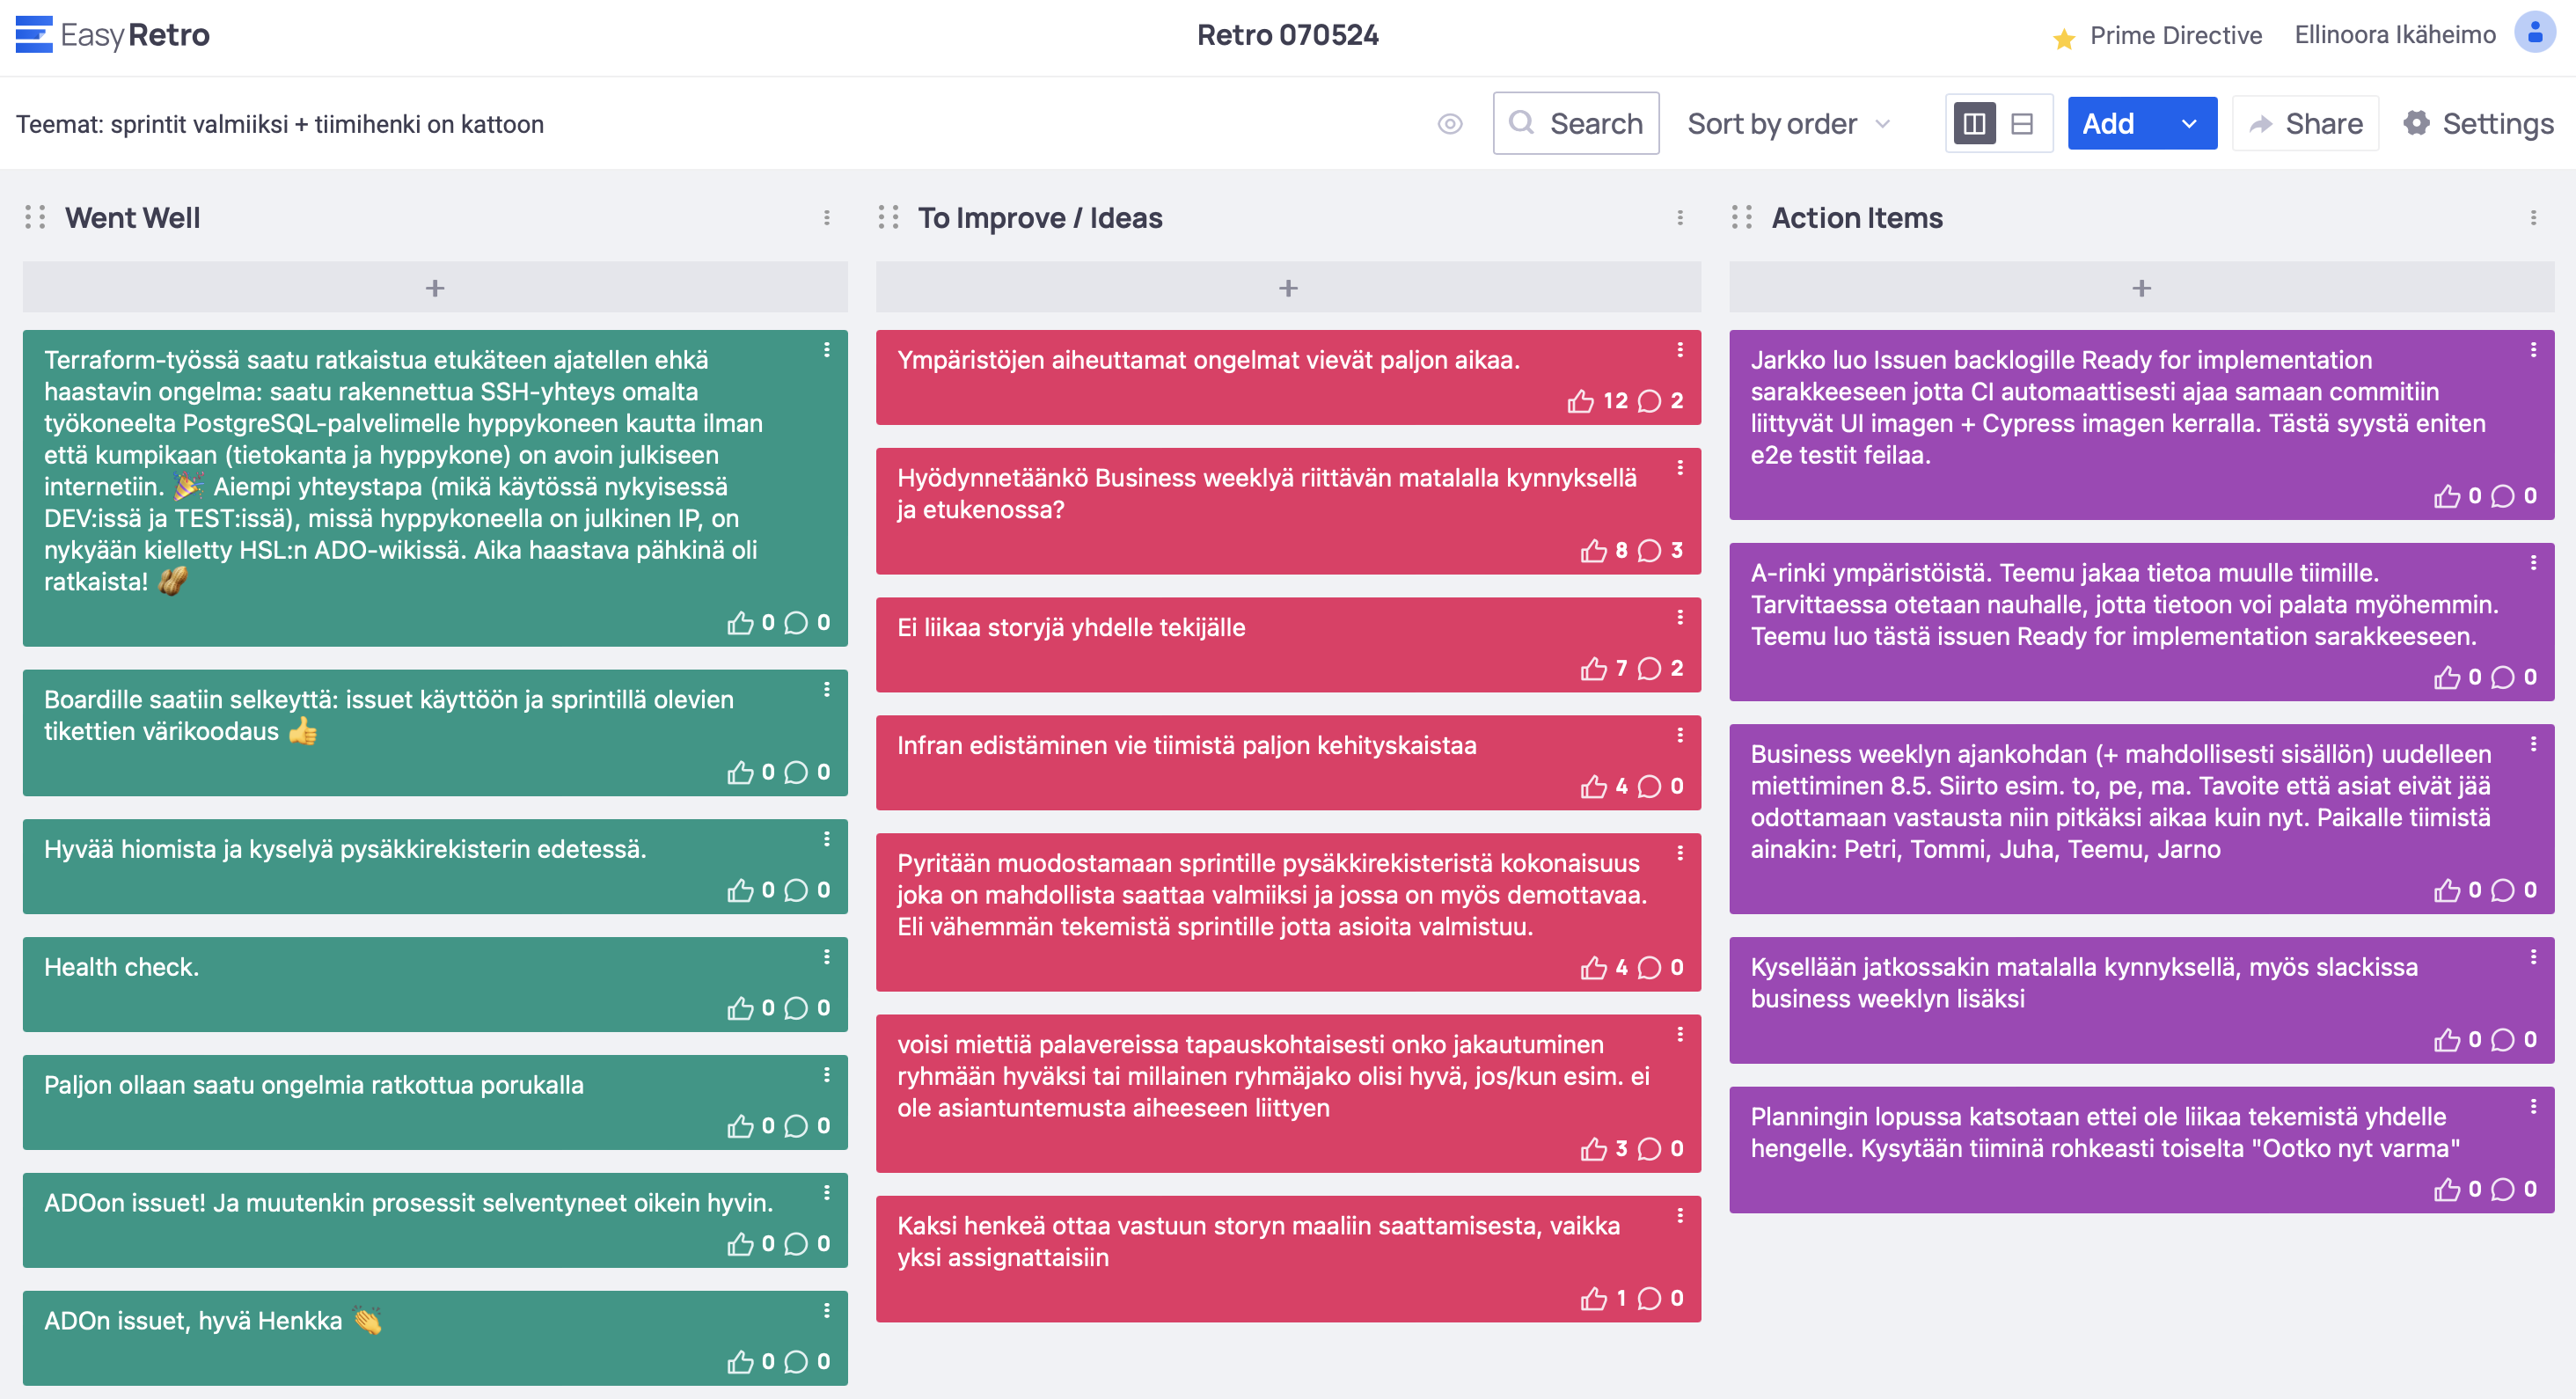 EasyRetro
Retro 070524
Prime Directive
Ellinoora Ikäheimo
Teemat: sprintit valmiiksi + tiimihenki on kattoon
Search
Sort by order
Add
Share
Settings
Went Well
+
Terraform-työssä saatu ratkaistua etukäteen ajatellen ehkä
haastavin ongelma: saatu rakennettua SSH-yhteys omalta
työkoneelta PostgreSQL-palvelimelle hyppykoneen kautta ilman
että kumpikaan (tietokanta ja hyppykone) on avoin julkiseen
internetiin. 🎉 Aiempi yhteystapa (mikä käytössä nykyisessä
DEV:issä ja TEST:issä), missä hyppykoneella on julkinen IP, on
nykyään kielletty HSL:n ADO-wikissä. Aika haastava pähkinä oli
ratkaista! 🥜
0 0
Boardille saatiin selkeyttä: issuet käyttöön ja sprintillä olevien
tikettien värikoodaus 👍
0 0
Hyvää hiomista ja kyselyä pysäkkirekisterin edetessä.
0 0
Health check.
0 0
Paljon ollaan saatu ongelmia ratkottua porukalla
0 0
ADOon issuet! Ja muutenkin prosessit selventyneet oikein hyvin.
0 0
ADOn issuet, hyvä Henkka 👏
0 0
To Improve / Ideas
+
Ympäristöjen aiheuttamat ongelmat vievät paljon aikaa.
12 2
Hyödynnetäänkö Business weeklyä riittävän matalalla kynnyksellä
ja etukenossa?
8 3
Ei liikaa storyjä yhdelle tekijälle
7 2
Infran edistäminen vie tiimistä paljon kehityskaistaa
4 0
Pyritään muodostamaan sprintille pysäkkirekisteristä kokonaisuus
joka on mahdollista saattaa valmiiksi ja jossa on myös demottavaa.
Eli vähemmän tekemistä sprintille jotta asioita valmistuu.
4 0
voisi miettiä palavereissa tapauskohtaisesti onko jakautuminen
ryhmään hyväksi tai millainen ryhmäjako olisi hyvä, jos/kun esim. ei
ole asiantuntemusta aiheeseen liittyen
3 0
Kaksi henkeä ottaa vastuun storyn maaliin saattamisesta, vaikka
yksi assignattaisiin
1 0
Action Items
+
Jarkko luo Issuen backlogille Ready for implementation
sarakkeeseen jotta CI automaattisesti ajaa samaan commitiin
liittyvät UI imagen + Cypress imagen kerralla. Tästä syystä eniten
e2e testit feilaa.
0 0
A-rinki ympäristöistä. Teemu jakaa tietoa muulle tiimille.
Tarvittaessa otetaan nauhalle, jotta tietoon voi palata myöhemmin.
Teemu luo tästä issuen Ready for implementation sarakkeeseen.
0 0
Business weeklyn ajankohdan (+ mahdollisesti sisällön) uudelleen
miettiminen 8.5. Siirto esim. to, pe, ma. Tavoite että asiat eivät jää
odottamaan vastausta niin pitkäksi aikaa kuin nyt. Paikalle tiimistä
ainakin: Petri, Tommi, Juha, Teemu, Jarno
0 0
Kysellään jatkossakin matalalla kynnyksellä, myös slackissa
business weeklyn lisäksi
0 0
Planningin lopussa katsotaan ettei ole liikaa tekemistä yhdelle
hengelle. Kysytään tiiminä rohkeasti toiselta "Ootko nyt varma"
0 0